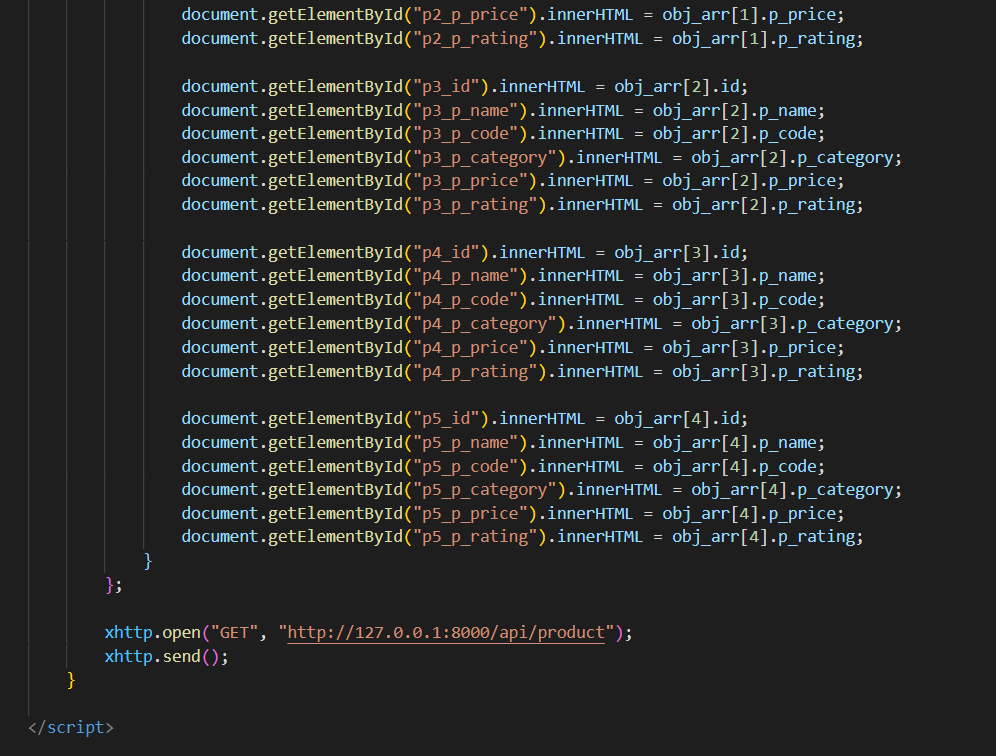 document.getElementById("p2_p_price").innerHTML = obj_arr[1].p_price;
document.getElementById("p2_p_rating").innerHTML = obj_arr[1].p_rating;
document.getElementById("p3_id").innerHTML = obj_arr[2].id;
document.getElementById("p3_p_name").innerHTML = obj_arr[2].p_name;
document.getElementById("p3_p_code").innerHTML = obj_arr[2].p_code;
document.getElementById("p3_p_category").innerHTML = obj_arr[2].p_category;
document.getElementById("p3_p_price").innerHTML = obj_arr[2].p_price;
document.getElementById("p3_p_rating").innerHTML = obj_arr[2].p_rating;
document.getElementById("p4_id").innerHTML = obj_arr[3].id;
document.getElementById("p4_p_name").innerHTML = obj_arr[3].p_name;
document.getElementById("p4_p_code").innerHTML = obj_arr[3].p_code;
document.getElementById("p4_p_category").innerHTML = obj_arr[3].p_category;
document.getElementById("p4_p_price").innerHTML = obj_arr[3].p_price;
document.getElementById("p4_p_rating").innerHTML = obj_arr[3].p_rating;
document.getElementById("p5_id").innerHTML = obj_arr[4].id;
document.getElementById("p5_p_name").innerHTML = obj_arr[4].p_name;
document.getElementById("p5_p_code").innerHTML = obj_arr[4].p_code;
document.getElementById("p5_p_category").innerHTML = obj_arr[4].p_category;
document.getElementById("p5_p_price").innerHTML = obj_arr[4].p_price;
document.getElementById("p5_p_rating").innerHTML = obj_arr[4].p_rating;
}
};
xhttp.open("GET", "http://127.0.0.1:8000/api/product");
xhttp.send();
}
</script>